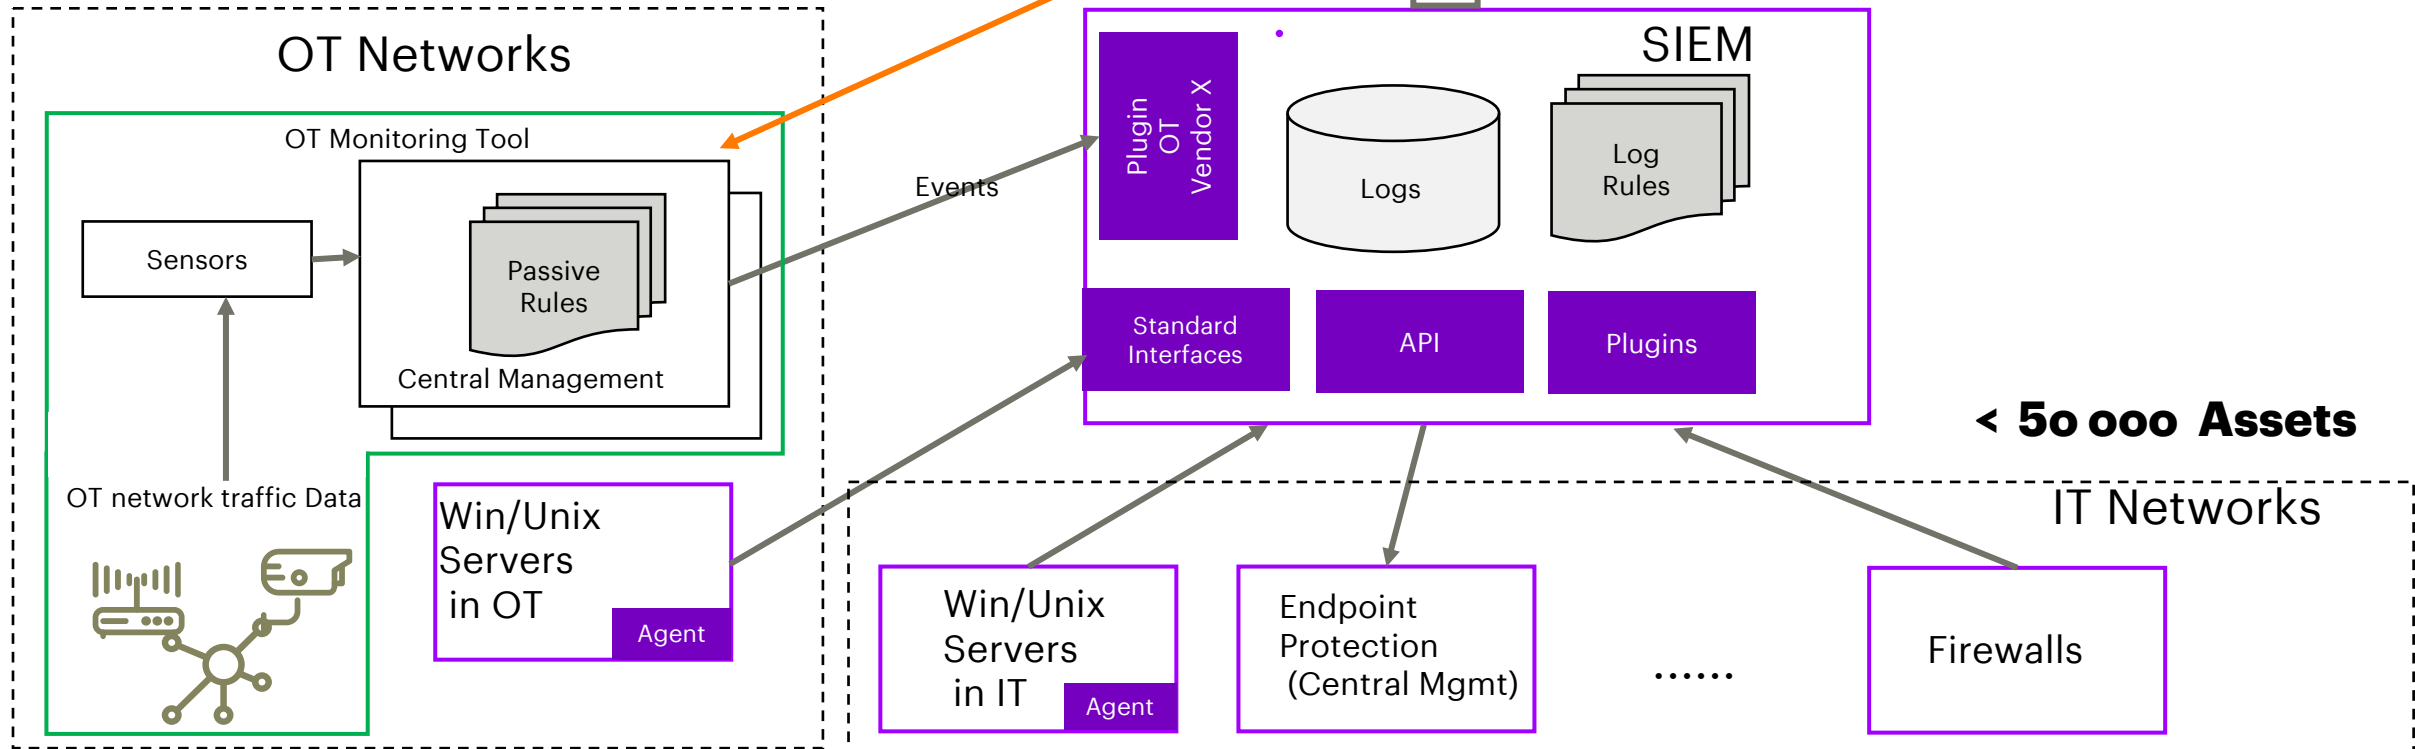 OT Networks
OT Monitoring Tool
Sensors
Passive
Rules
Central Management
OT network traffic Data
Win/Unix
Servers
in OT
Agent
Events
SIEM
Plugin
OT
Vendor X
Logs
Log
Rules
Standard
Interfaces
API
Plugins
< 5o ooo Assets
IT Networks
Win/Unix
Servers
in IT
Agent
Endpoint
Protection
(Central Mgmt)
......
Firewalls